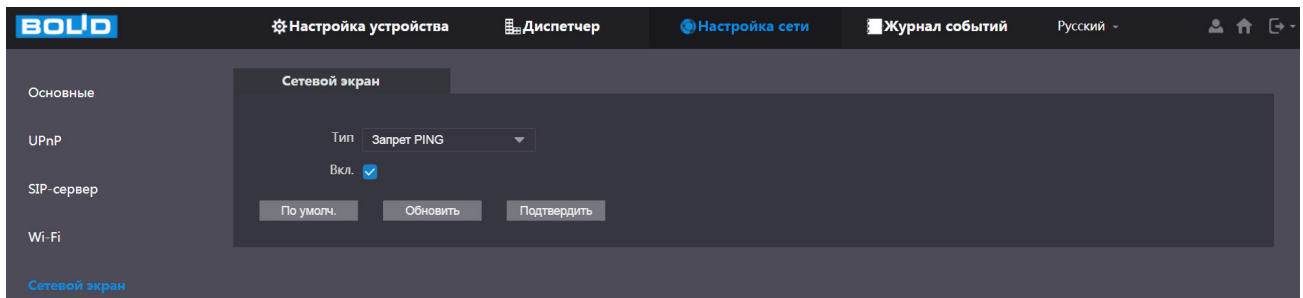 BOLID Настройка устройства Диспетчер Настройка сети Журнал событий Русский
Основные
UPnP
SIP-сервер
Wi-Fi
Сетевой экран
Сетевой экран
Тип Запрет PING
Вкл.
По умолч. Обновить Подтвердить